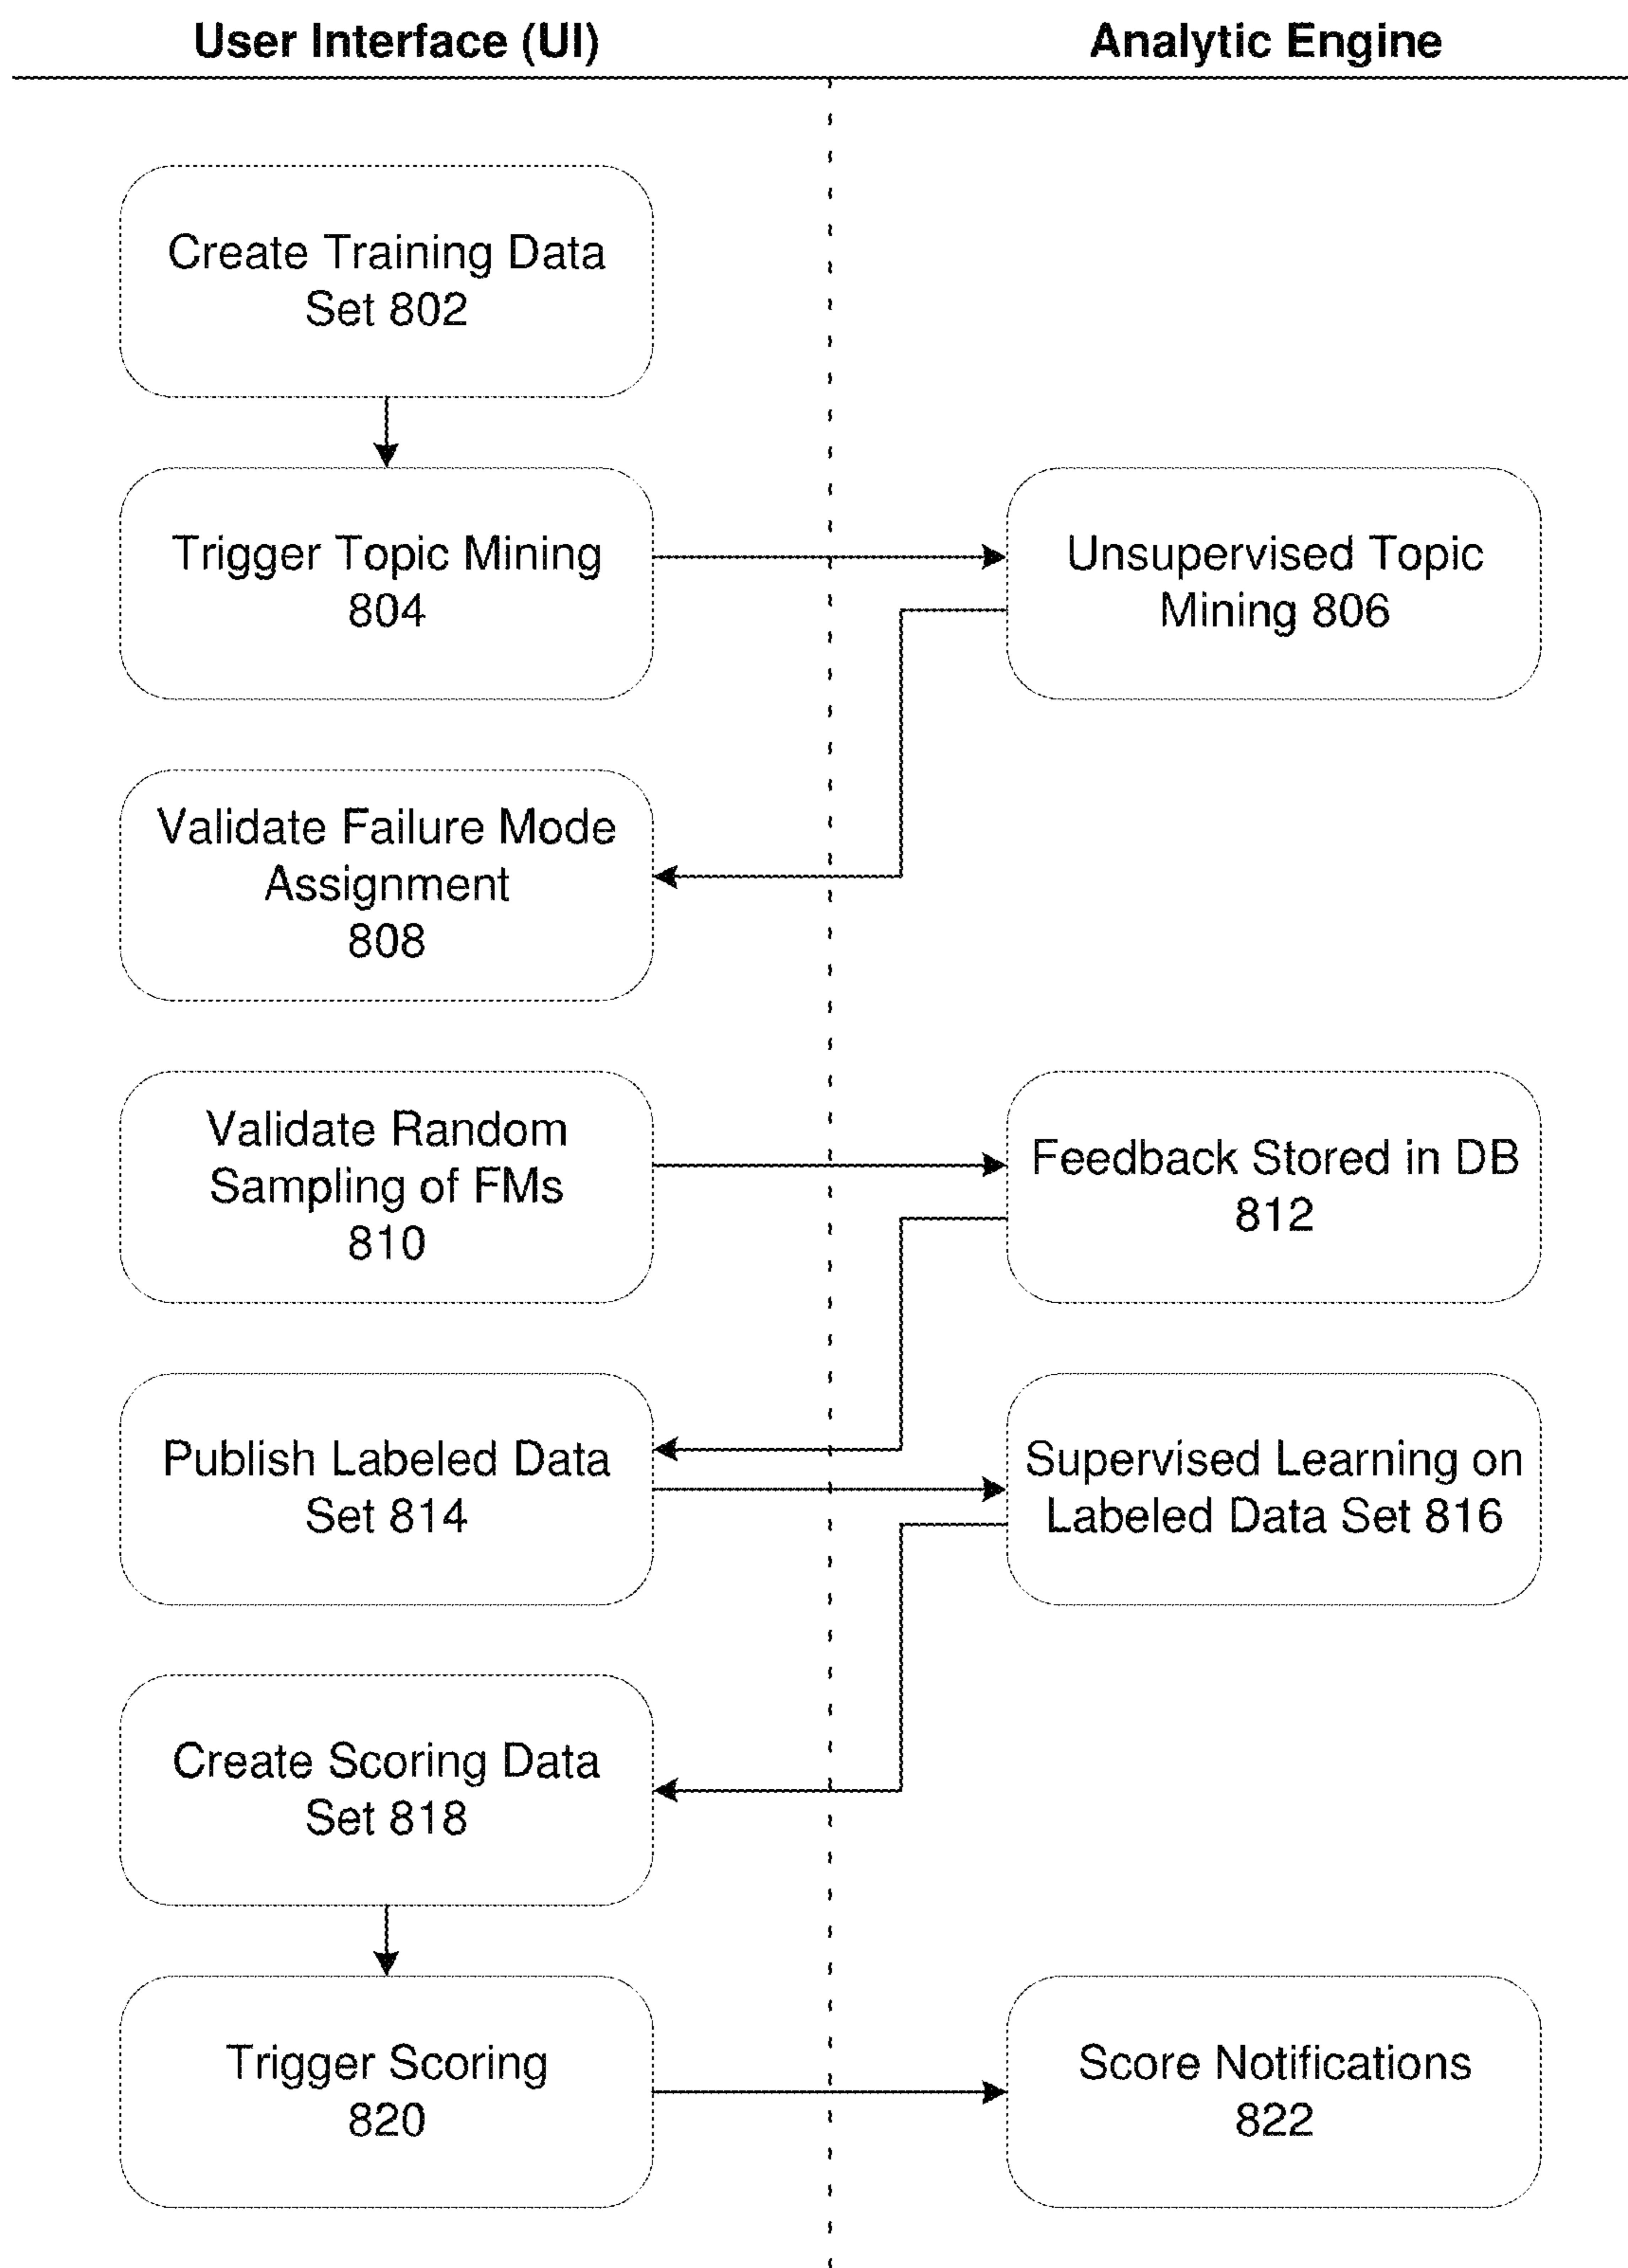 User Interface (UI)
Analytic Engine
Create Training Data
Set 802
Trigger Topic Mining
804
Unsupervised Topic
Mining 806
Validate Failure Mode
Assignment
808
Validate Random
Sampling of FMs
810
Feedback Stored in DB
812
Publish Labeled Data
Set 814
Supervised Learning on
Labeled Data Set 816
Create Scoring Data
Set 818
Trigger Scoring
820
Score Notifications
822